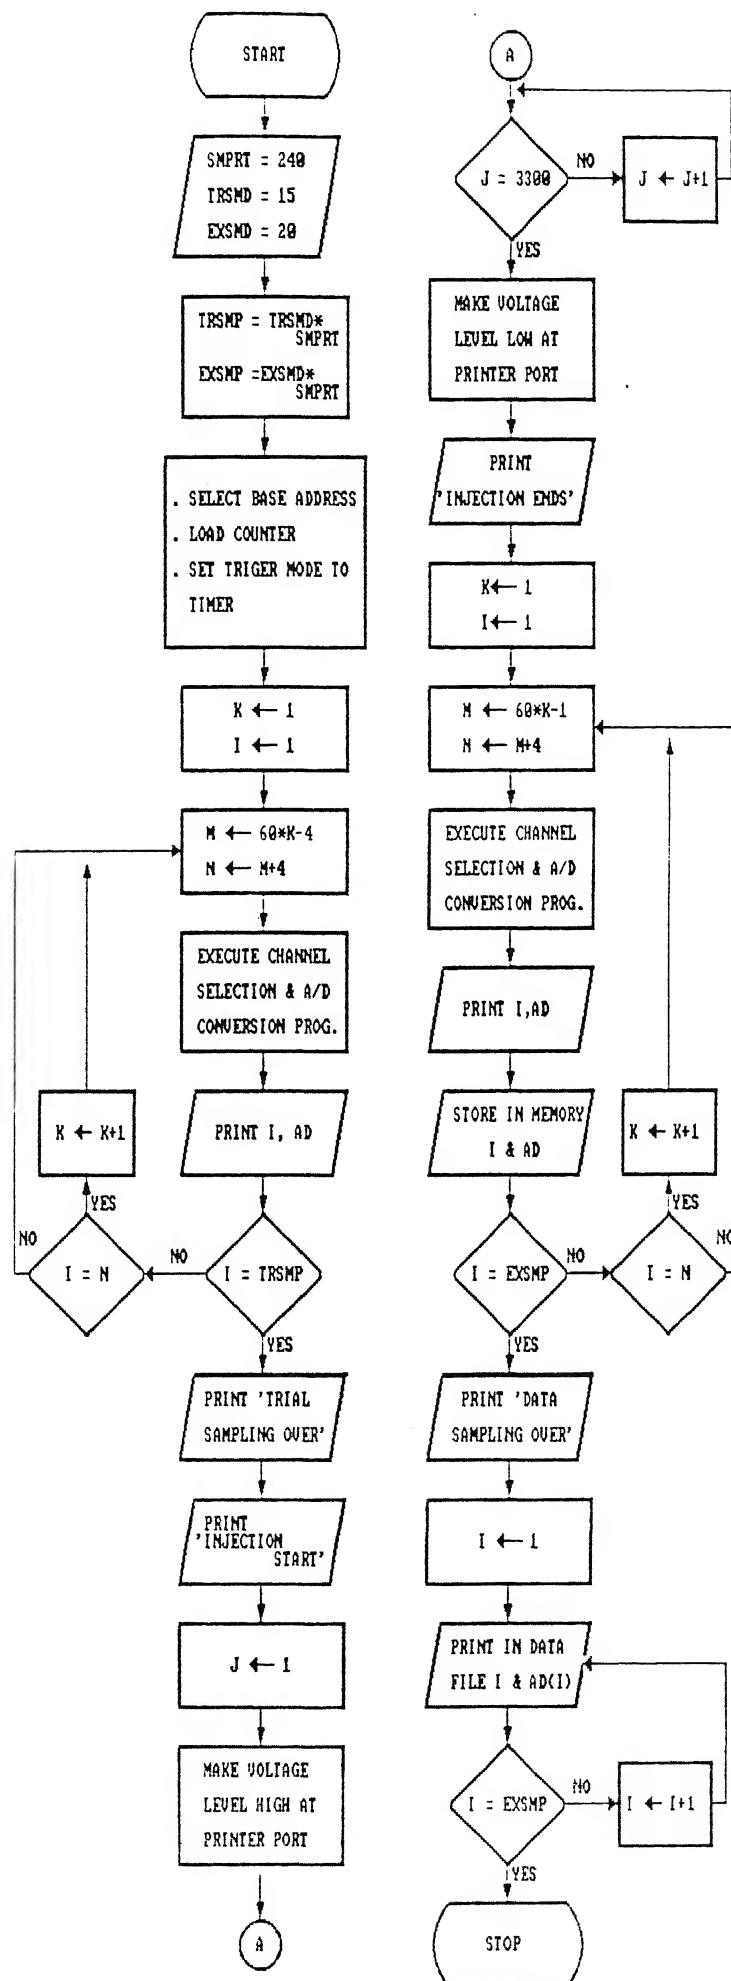 START
SMPRT = 240
TRSMD = 15
EXSMD = 20
TRSMP = TRSMD*
SMPRT
EXSMP =EXSMD*
SMPRT
. SELECT BASE ADDRESS
. LOAD COUNTER
. SET TRIGER MODE TO
TIMER
K ← 1
I ← 1
M ← 60*K-4
N ← M+4
EXECUTE CHANNEL
SELECTION & A/D
CONVERSION PROG.
PRINT I, AD
K ← K+1
YES
NO
I = N
NO
I = TRSMP
YES
PRINT 'TRIAL
SAMPLING OVER'
PRINT
'INJECTION
START'
J ← 1
MAKE VOLTAGE
LEVEL HIGH AT
PRINTER PORT
A
A
J = 3300
NO
J ← J+1
YES
MAKE VOLTAGE
LEVEL LOW AT
PRINTER PORT
PRINT
'INJECTION ENDS'
K← 1
I← 1
M ← 60*K-1
N ← M+4
EXECUTE CHANNEL
SELECTION & A/D
CONVERSION PROG.
PRINT I,AD
STORE IN MEMORY
I & AD
K ← K+1
YES
I = EXSMP
NO
I = N
NO
YES
PRINT 'DATA
SAMPLING OVER'
I ← 1
PRINT IN DATA
FILE I & AD(I)
I = EXSMP
NO
I ← I+1
YES
STOP